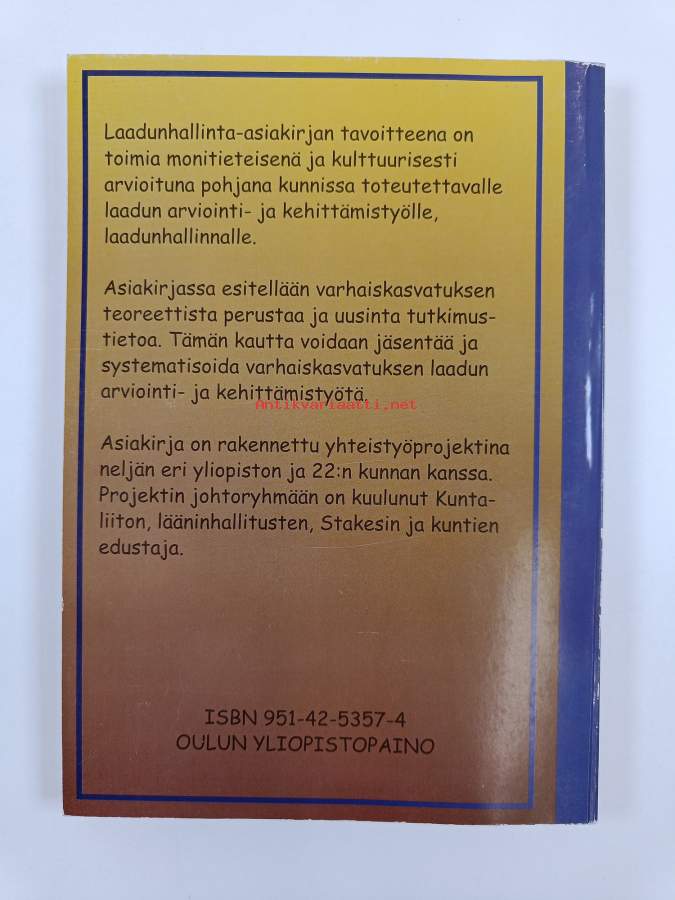 Laadunhallinta-asiakirjan tavoitteena on
toimia monitieteisenä ja kulttuurisesti
arvioituna pohjana kunnissa toteutettavalle
laadun arviointi- ja kehittämistyölle,
laadunhallinnalle.
Asiakirjassa esitellään varhaiskasvatuksen
teoreettista perustaa ja uusinta tutkimus-
tietoa. Tämän kautta voidaan jäsentää ja
systematisoida varhaiskasvatuksen laadun
arviointi- ja kehittämistyötä.
Antikvariaatti.net
Asiakirja on rakennettu yhteistyöprojektina
neljän eri yliopiston ja 22:n kunnan kanssa.
Projektin johtoryhmään on kuulunut Kunta-
liiton, lääninhallitusten, Stakesin ja kuntien
edustaja.
ISBN 951-42-5357-4
OULUN YLIOPISTOPAINO